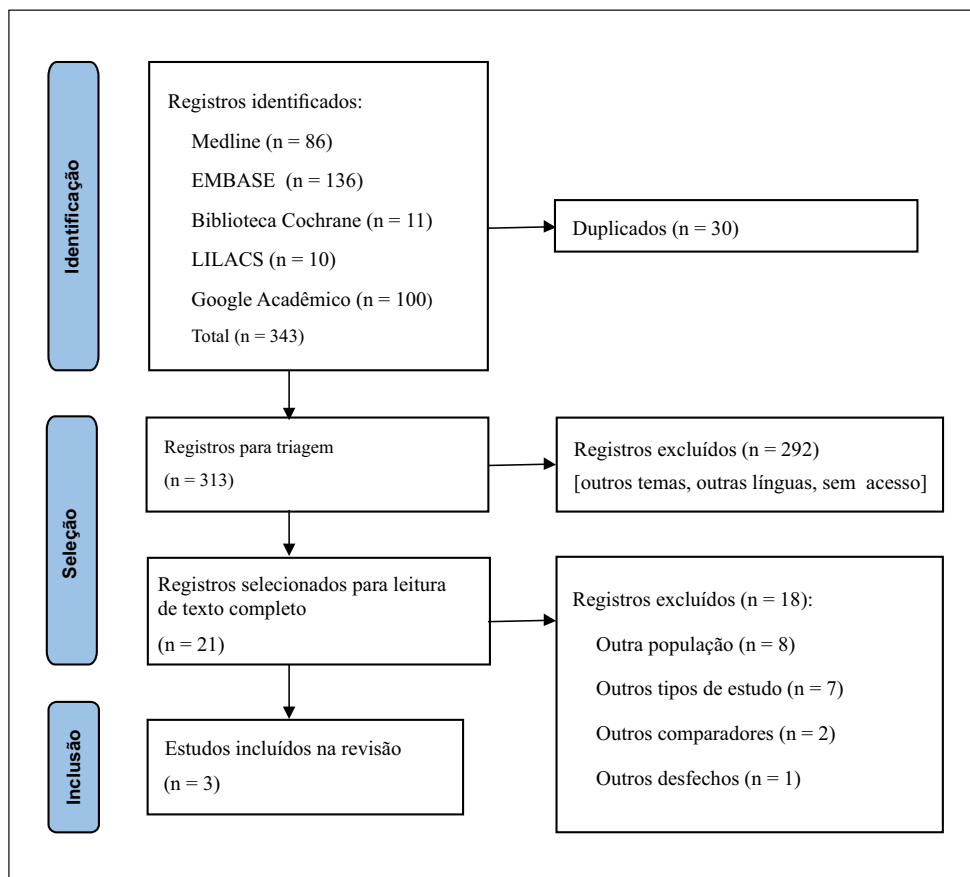 Identificação
Registros identificados:
Medline (n = 86)
EMBASE (n = 136)
Biblioteca Cochrane (n = 11)
LILACS (n = 10)
Google Acadêmico (n = 100)
Total (n = 343)
Duplicados (n = 30)
Seleção
Registros para triagem
(n = 313)
Registros excluídos (n = 292)
[outros temas, outras línguas, sem acesso]
Registros selecionados para leitura
de texto completo
(n = 21)
Registros excluídos (n = 18):
Outra população (n = 8)
Outros tipos de estudo (n = 7)
Outros comparadores (n = 2)
Outros desfechos (n = 1)
Inclusão
Estudos incluídos na revisão
(n = 3)